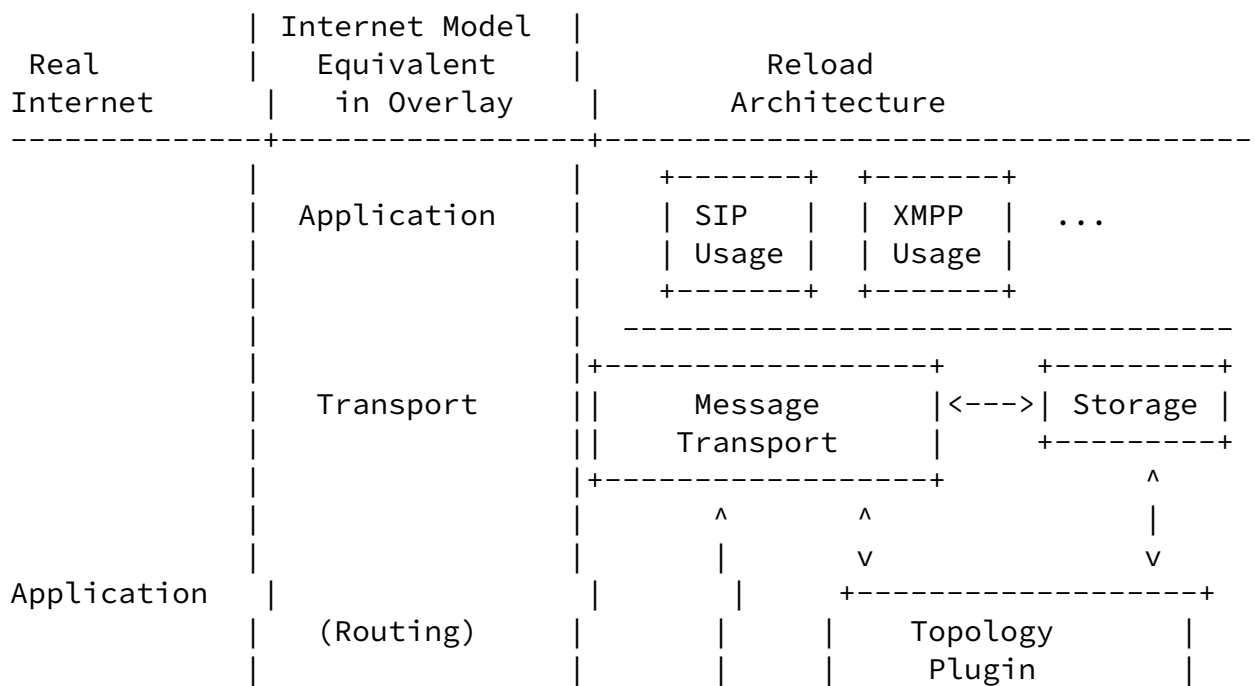 | Internet Model  |
 Real         |   Equivalent    |          Reload
Internet      |   in Overlay    |       Architecture
--------------+-----------------+------------------------------------
              |                 |    +-------+  +-------+
              |  Application    |    | SIP   |  | XMPP  |  ...
              |                 |    | Usage |  | Usage |
              |                 |    +-------+  +-------+
              |                 |  ----------------------------------
              |                 |+------------------+     +---------+
              |   Transport     ||     Message      |<--->| Storage |
              |                 ||    Transport     |     +---------+
              |                 |+------------------+           ^
              |                 |       ^       ^               |
              |                 |       |       v               v
Application   |                 |       |     +-------------------+
              |   (Routing)     |       |     |    Topology       |
              |                 |       |     |     Plugin        |